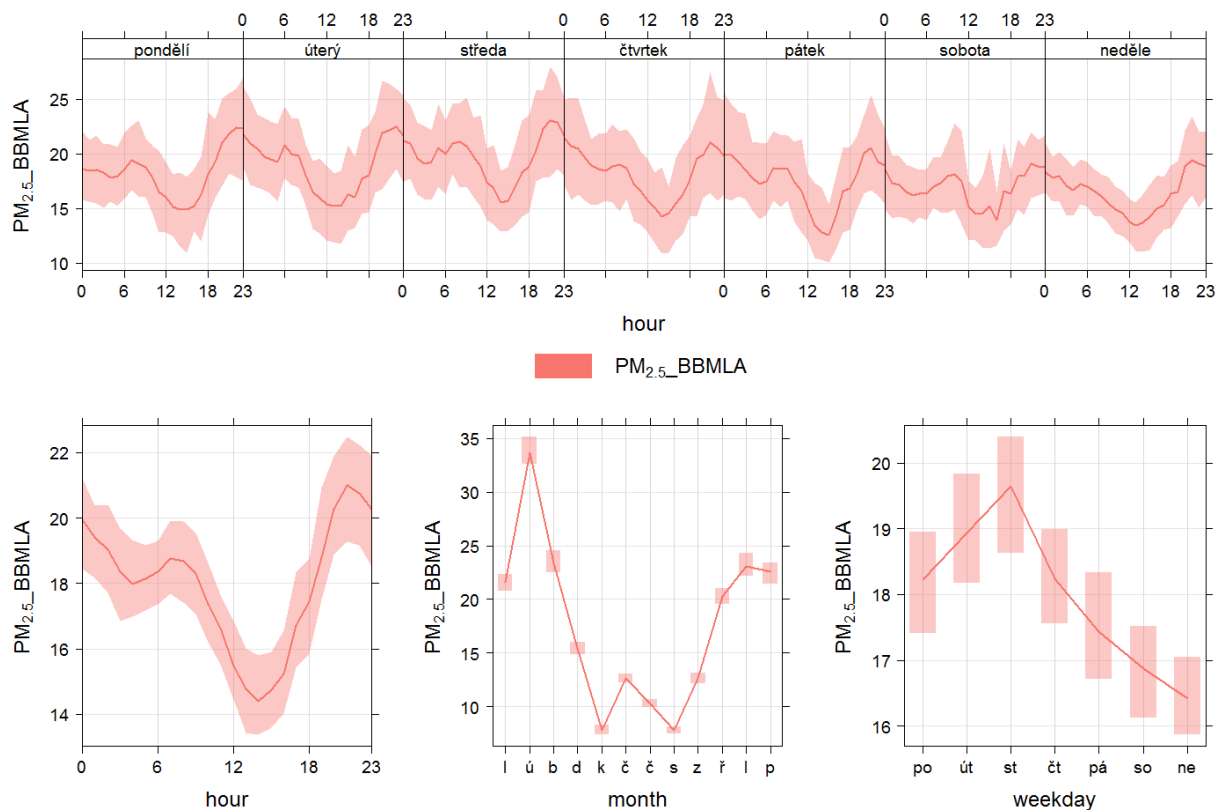 0 6 12 18 23 0 6 12 18 23 0 6 12 18 23
pondělí úterý středa čtvrtek pátek sobota neděle
PM2.5_BBMLA
25
20
15
10
0 6 12 18 23 0 6 12 18 23 0 6 12 18 23 0 6 12 18 23
hour
PM2.5_BBMLA
PM2.5_BBMLA
22
20
18
16
14
0 6 12 18 23
hour
PM2.5_BBMLA
35
30
25
20
15
10
l ú b d k č č s z ř l p
month
PM2.5_BBMLA
20
19
18
17
16
po út st čt pá so ne
weekday